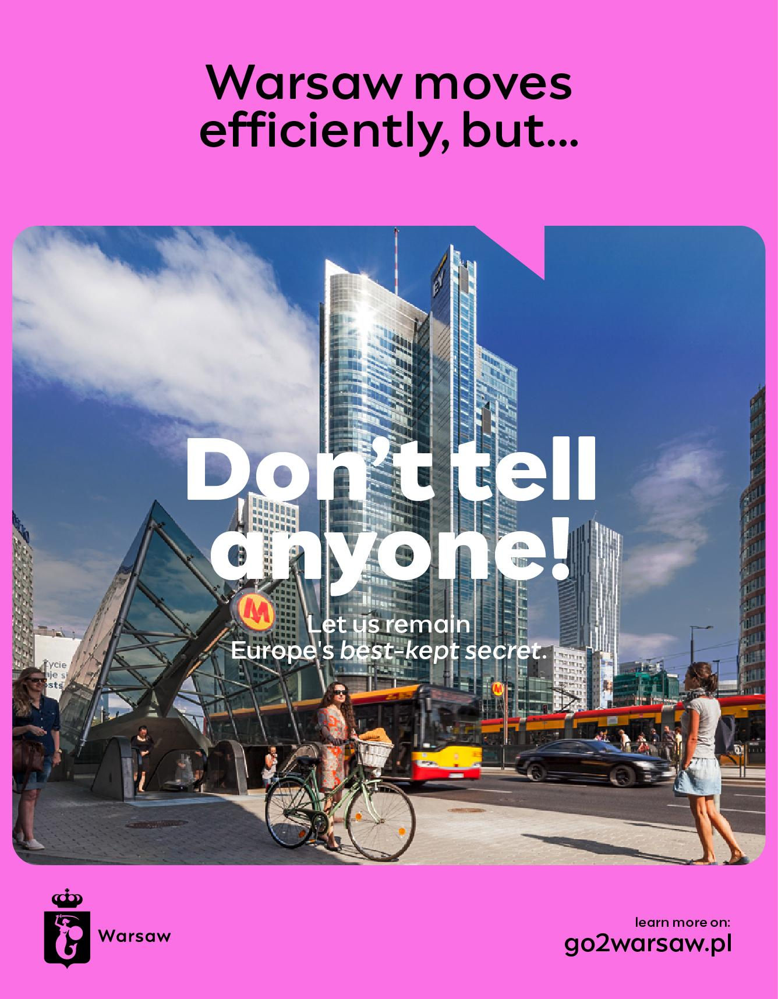 Warsaw moves
efficiently, but...
EY
Don't tell
anyone!
M
Let us remain
Europe's best-kept secret.
M
Warsaw
learn more on:
go2warsaw.pl